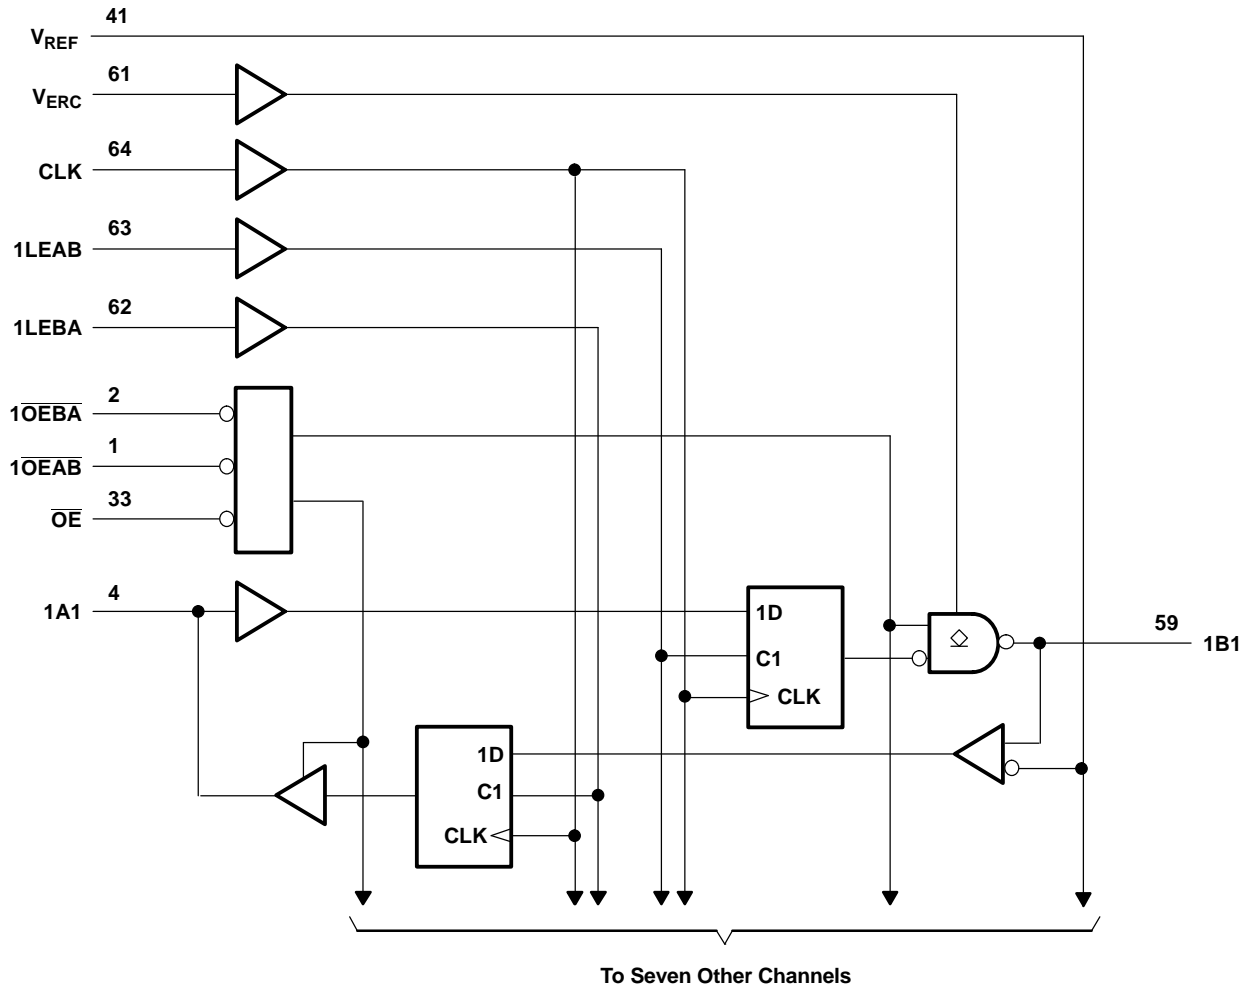 41
VREF
61
VERC
64
CLK
63
1LEAB
62
1LEBA
2
1OEBA
1
1OEAB
33
OE
4
1A1
1D
C1
CLK
59
1B1
1D
C1
CLK
To Seven Other Channels